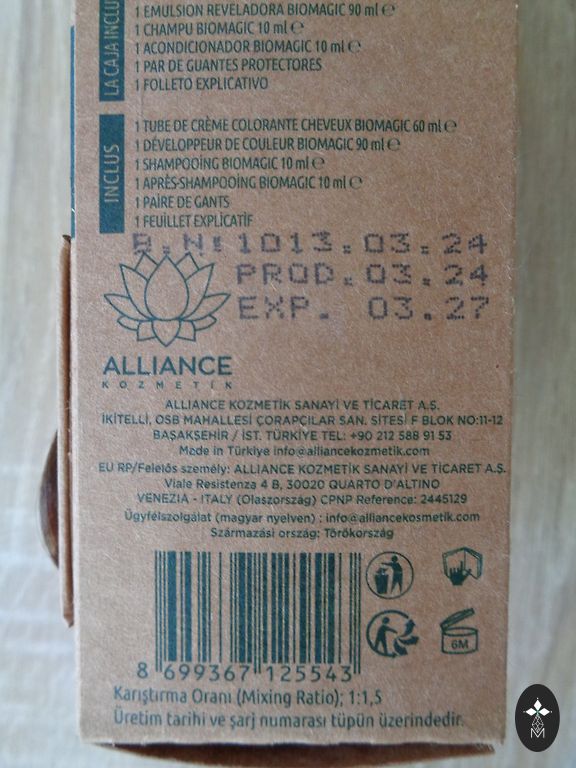 LA CAJA INCLU
1 EMULSION REVELADORA BIOMAGIC 90 ml ℮
1 CHAMPU BIOMAGIC 10 ml ℮
1 ACONDICIONADOR BIOMAGIC 10 ml ℮
1 PAR DE GUANTES PROTECTORES
1 FOLLETO EXPLICATIVO
INCLUS
1 TUBE DE CRÈME COLORANTE CHEVEUX BIOMAGIC 60 ml ℮
1 DÉVELOPPEUR DE COULEUR BIOMAGIC 90 ml ℮
1 SHAMPOOİNG BIOMAGIC 10 ml ℮
1 APRÈS-SHAMPOOING BIOMAGIC 10 ml ℮
1 PAIRE DE GANTS
1 FEUILLET EXPLICATİF
B.N:1013.03.24
PROD.03.24
EXP. 03.27
ALLIANCE
KOZMETİK
ALLIANCE KOZMETİK SANAYİ VE TİCARET A.Ş.
İKİTELLİ, OSB MAHALLESİ ÇORAPÇILAR SAN. SİTESİ F BLOK NO:11-12
BAŞAKŞEHİR / İST. TÜRKİYE TEL: +90 212 588 91 53
Made in Türkiye info@alliancekozmetik.com
EU RP/Felelős személy: ALLIANCE KOZMETİK SANAYİ VE TİCARET A.Ş.
Viale Resistenza 4 B, 30020 QUARTO D'ALTINO
VENEZIA - ITALY (Olaszország) CPNP Reference: 2445129
Ügyfélszolgálat (magyar nyelven) : info@alliancekosmetik.com
Származási ország: Törökország
6M
8 699367 125543
Karıştırma Oranı (Mixing Ratio); 1:1,5
Üretim tarihi ve şarj numarası tüpün üzerindedir.